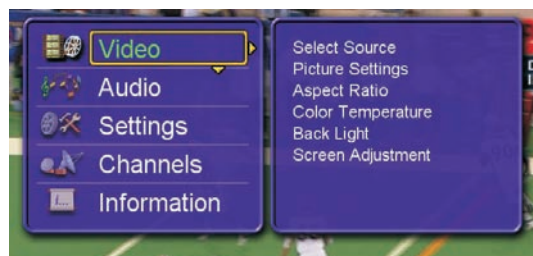 Video
Audio
Settings
Channels
Information
Select Source
Picture Settings
Aspect Ratio
Color Temperature
Back Light
Screen Adjustment